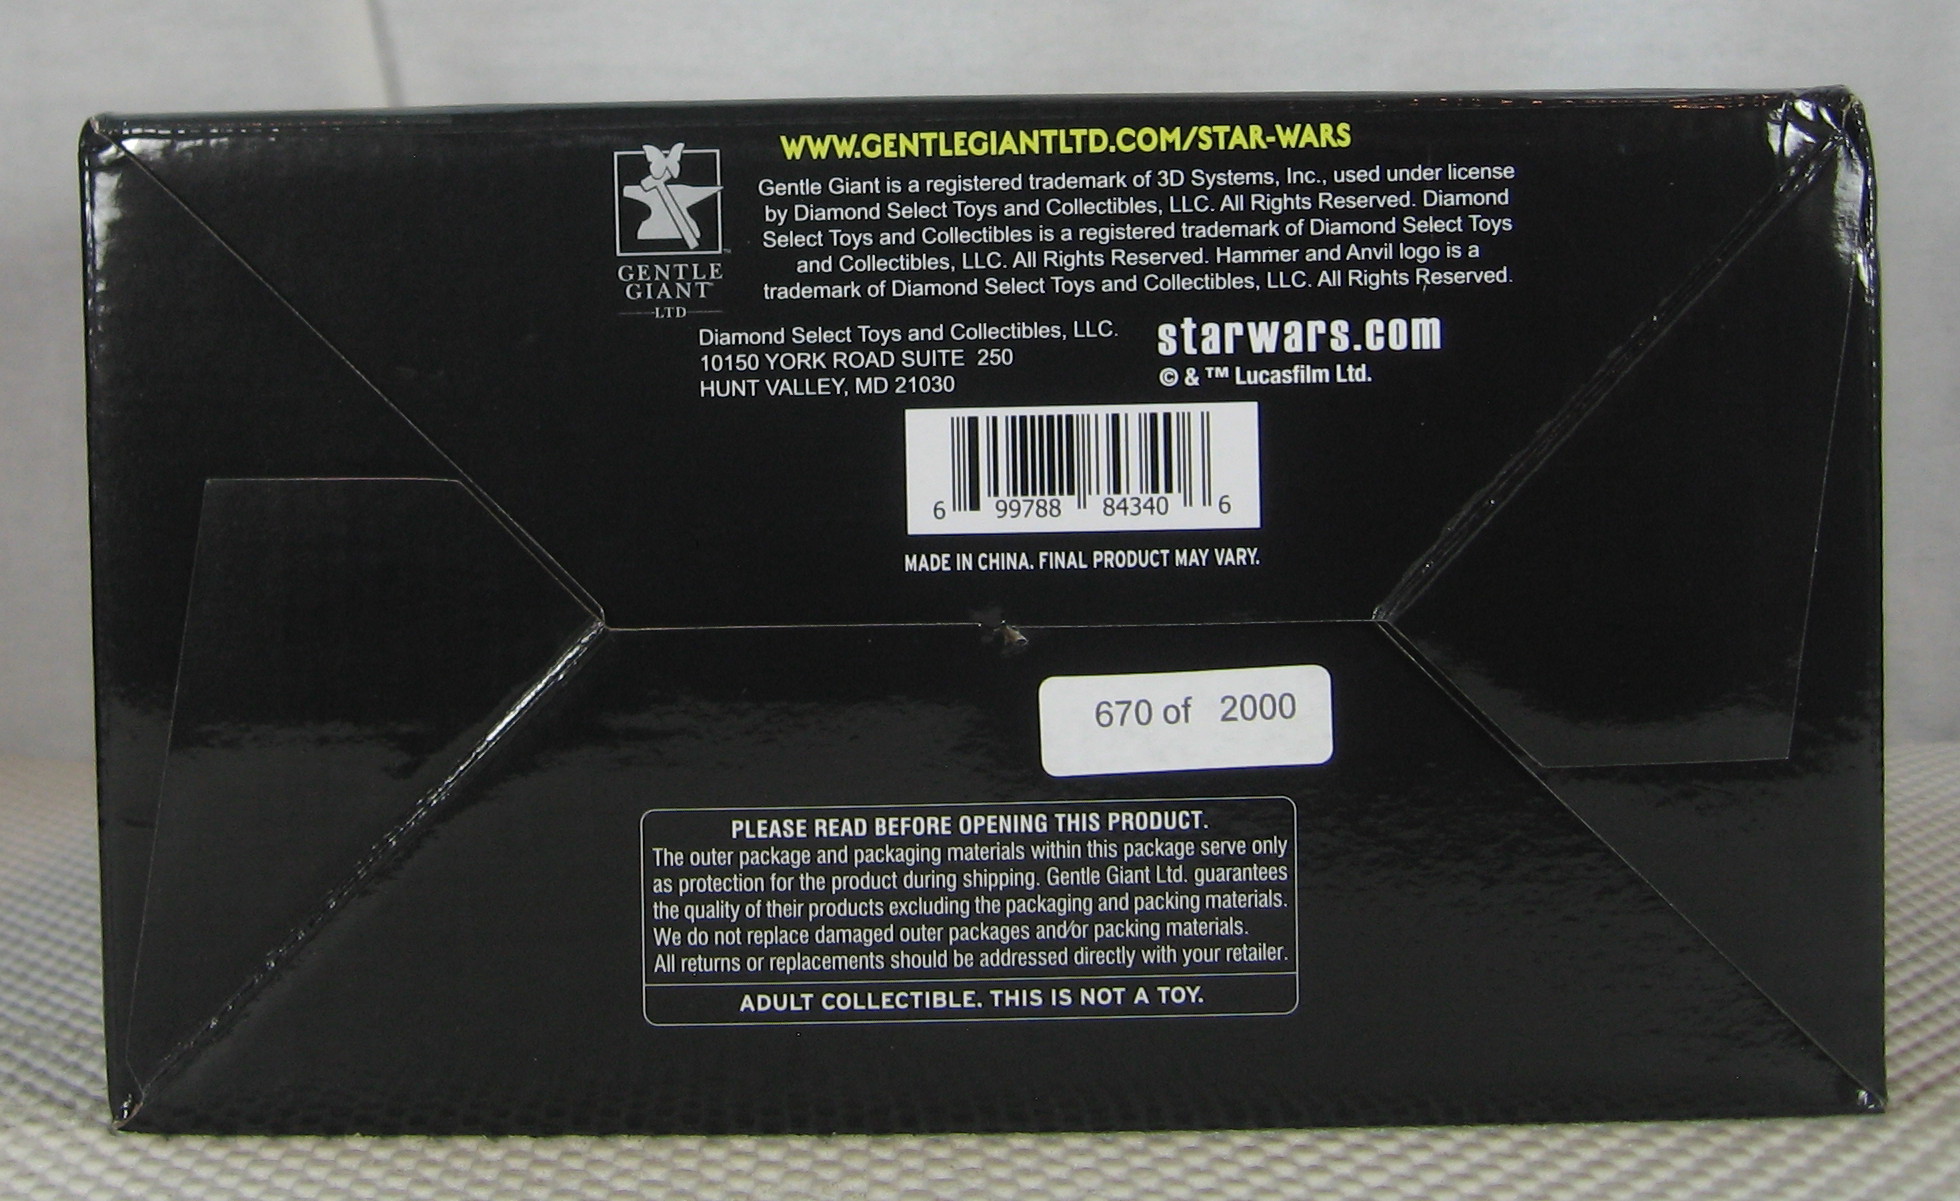 WWW.GENTLEGIANTLTD.COM/STAR-WARS
Gentle Giant is a registered trademark of 3D Systems, Inc., used under license
by Diamond Select Toys and Collectibles, LLC. All Rights Reserved. Diamond
Select Toys and Collectibles is a registered trademark of Diamond Select Toys
and Collectibles, LLC. All Rights Reserved. Hammer and Anvil logo is a
trademark of Diamond Select Toys and Collectibles, LLC. All Rights Reserved.
GENTLE
GIANT
LTD
Diamond Select Toys and Collectibles, LLC.
10150 YORK ROAD SUITE 250
HUNT VALLEY, MD 21030
starwars.com
© & ™ Lucasfilm Ltd.
6 99788 84340 6
MADE IN CHINA. FINAL PRODUCT MAY VARY.
670 of 2000
PLEASE READ BEFORE OPENING THIS PRODUCT.
The outer package and packaging materials within this package serve only
as protection for the product during shipping. Gentle Giant Ltd. guarantees
the quality of their products excluding the packaging and packing materials.
We do not replace damaged outer packages and/or packing materials.
All returns or replacements should be addressed directly with your retailer.
ADULT COLLECTIBLE. THIS IS NOT A TOY.